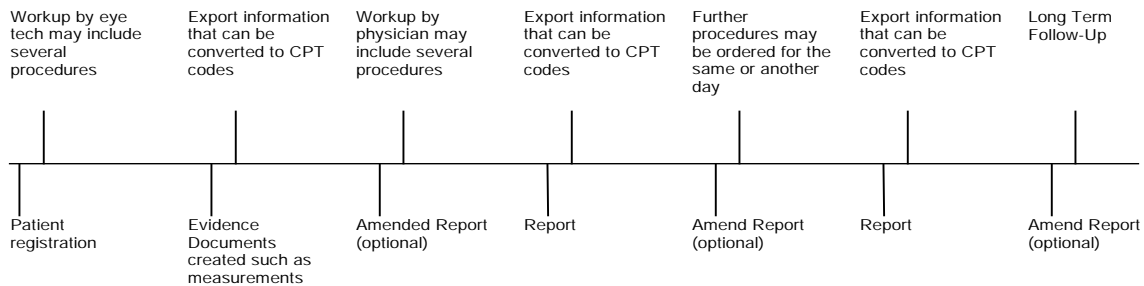 Workup by eye
tech may include
several
procedures
Export information
that can be
converted to CPT
codes
Workup by
physician may
include several
procedures
Export information
that can be
converted to CPT
codes
Further
procedures may
be ordered for the
same or another
day
Export information
that can be
converted to CPT
codes
Long Term
Follow-Up
Patient
registration
Evidence
Documents
created such as
measurements
Amended Report
(optional)
Report
Amend Report
(optional)
Report
Amend Report
(optional)